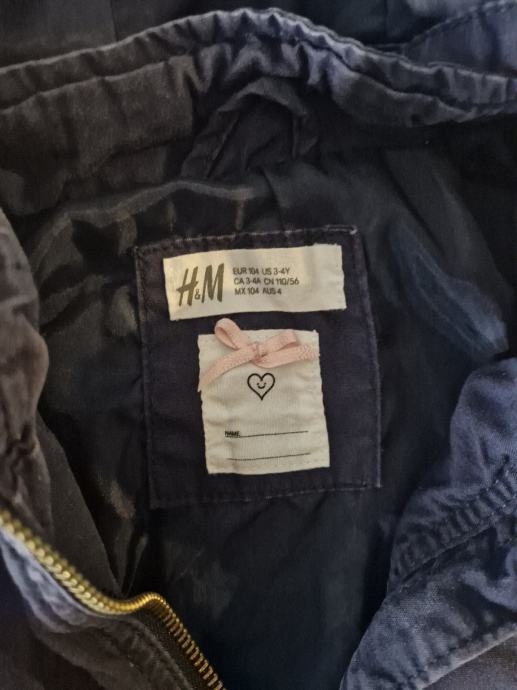 H&M
EUR 104 US 3-4Y
CA 3-4A CN 110/56
MX 104 AUS 4
NAME